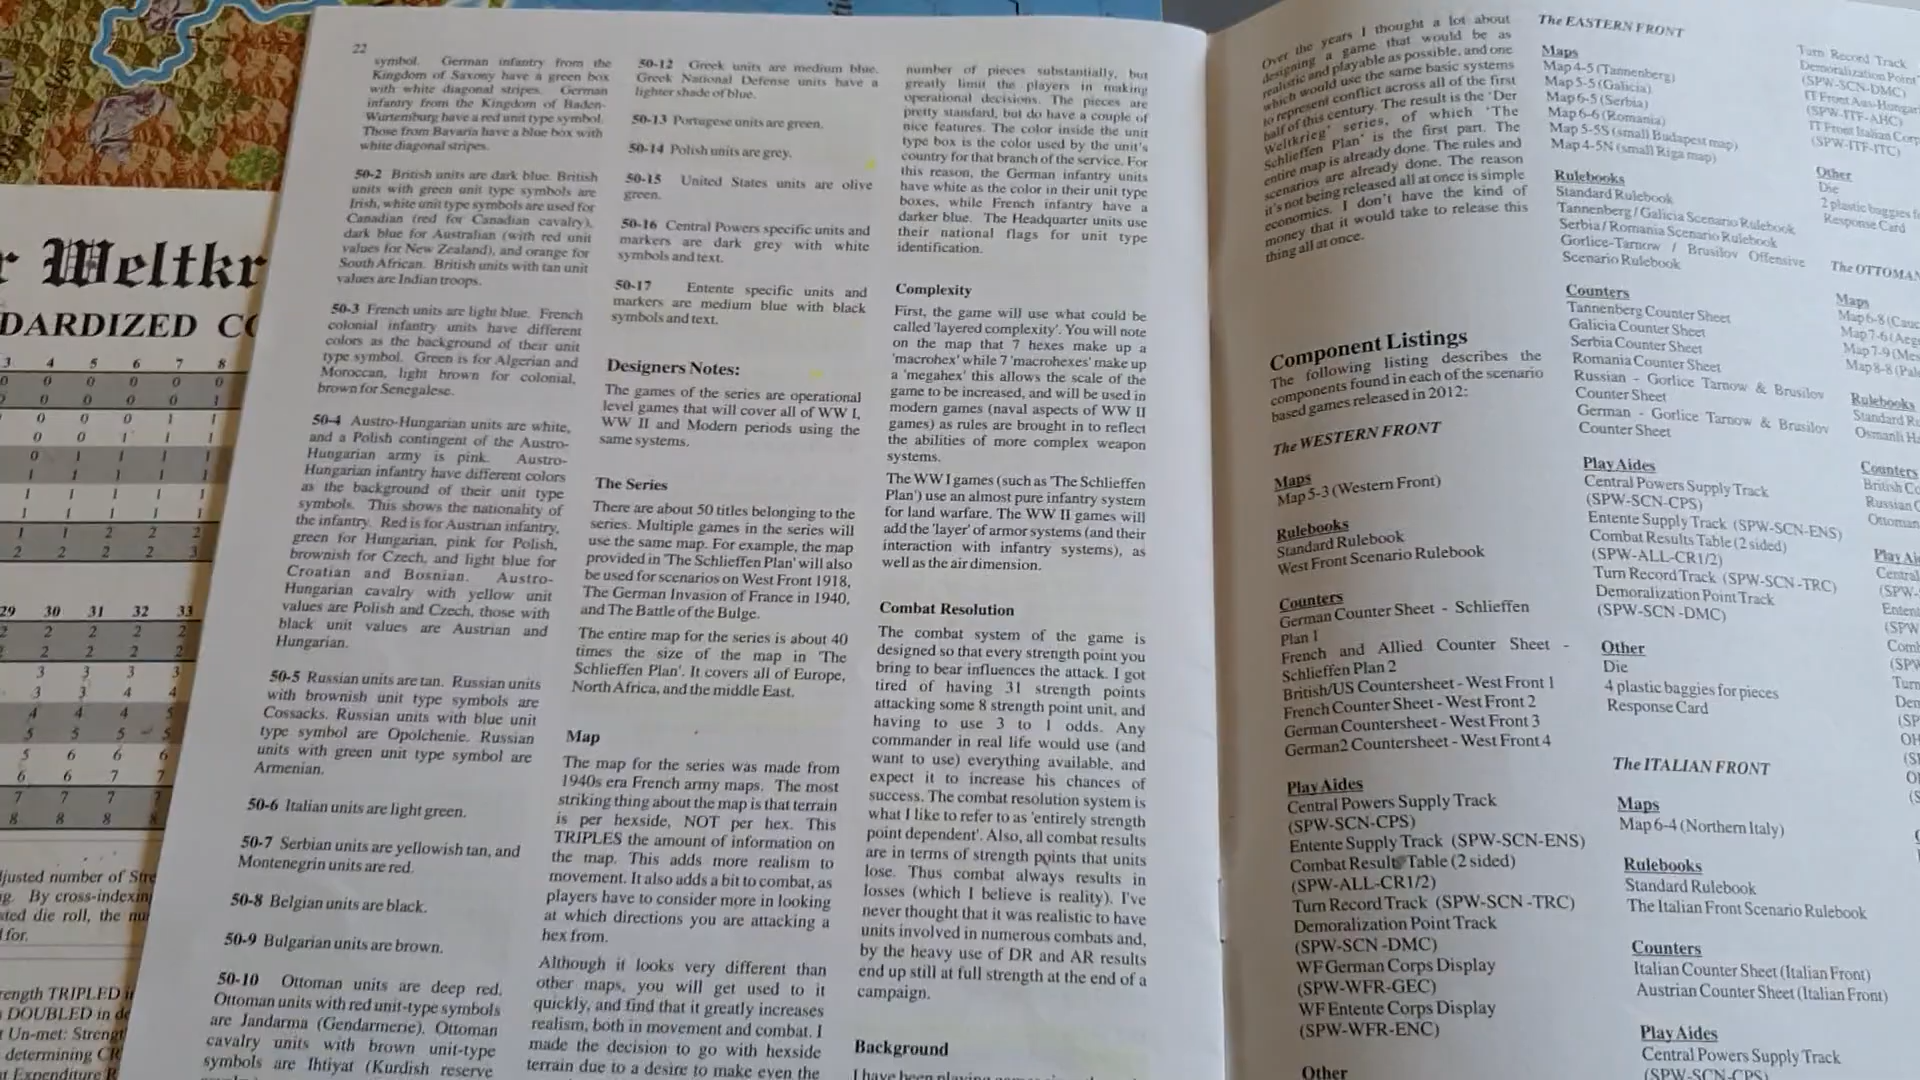 22
symbol. German infantry from the
Kingdom of Saxony have a green box
with white diagonal stripes. German
infantry from the Kingdom of Baden-
Wurtemburg have a red unit type symbol.
Those from Bavaria have a blue box with
white diagonal stripes.
50-2 British units are dark blue. British
units with green unit type symbols are
Irish, white unit type symbols are used for
Canadian (red for Canadian cavalry),
dark blue for Australian (with red unit
values for New Zealand), and orange for
South African. British units with tan unit
values are Indian troops.
50-3 French units are light blue. French
colonial infantry units have different
colors as the background of their unit
type symbol. Green is for Algerian and
Moroccan, light brown for colonial,
brown for Senegalese.
50-4 Austro-Hungarian units are white,
and a Polish contingent of the Austro-
Hungarian army is pink. Austro-
Hungarian infantry have different colors
as the background of their unit type
symbols. This shows the nationality of
the infantry. Red is for Austrian infantry,
green for Hungarian, pink for Polish,
brownish for Czech, and light blue for
Croatian and Bosnian. Austro-
Hungarian cavalry with yellow unit
values are Polish and Czech, those with
black unit values are Austrian and
Hungarian.
50-5 Russian units are tan. Russian units
with brownish unit type symbols are
Cossacks. Russian units with blue unit
type symbol are Opolchenie. Russian
units with green unit type symbol are
Armenian.
50-6 Italian units are light green.
50-7 Serbian units are yellowish tan, and
Montenegrin units are red.
50-8 Belgian units are black.
50-9 Bulgarian units are brown.
50-10 Ottoman units are deep red.
Ottoman units with red unit-type symbols
are Jandarma (Gendarmerie). Ottoman
cavalry units with brown unit-type
symbols are Ihtiyat (Kurdish reserve
50-12 Greek units are medium blue.
Greek National Defense units have a
lighter shade of blue.
50-13 Portugese units are green.
50-14 Polish units are grey.
50-15 United States units are olive
green.
50-16 Central Powers specific units and
markers are dark grey with white
symbols and text.
50-17 Entente specific units and
markers are medium blue with black
symbols and text.
Designers Notes:
The games of the series are operational
level games that will cover all of WW I,
WW II and Modern periods using the
same systems.
The Series
There are about 50 titles belonging to the
series. Multiple games in the series will
use the same map. For example, the map
provided in 'The Schlieffen Plan' will also
be used for scenarios on West Front 1918,
The German Invasion of France in 1940,
and The Battle of the Bulge.
The entire map for the series is about 40
times the size of the map in 'The
Schlieffen Plan'. It covers all of Europe,
North Africa, and the middle East.
Map
The map for the series was made from
1940s era French army maps. The most
striking thing about the map is that terrain
is per hexside, NOT per hex. This
TRIPLES the amount of information on
the map. This adds more realism to
movement. It also adds a bit to combat, as
players have to consider more in looking
at which directions you are attacking a
hex from.
Although it looks very different than
other maps, you will get used to it
quickly, and find that it greatly increases
realism, both in movement and combat. I
made the decision to go with hexside
terrain due to a desire to make even the
number of pieces substantially, but
greatly limit the players in making
operational decisions. The pieces are
pretty standard, but do have a couple of
nice features. The color inside the unit
type box is the color used by the unit's
country for that branch of the service. For
this reason, the German infantry units
have white as the color in their unit type
boxes, while French infantry have a
darker blue. The Headquarter units use
their national flags for unit type
identification.
Complexity
First, the game will use what could be
called 'layered complexity'. You will note
on the map that 7 hexes make up a
'macrohex' while 7 'macrohexes' make up
a 'megahex' this allows the scale of the
game to be increased, and will be used in
modern games (naval aspects of WW II
games) as rules are brought in to reflect
the abilities of more complex weapon
systems.
The WW I games (such as 'The Schlieffen
Plan') use an almost pure infantry system
for land warfare. The WW II games will
add the 'layer' of armor systems (and their
interaction with infantry systems), as
well as the air dimension.
Combat Resolution
The combat system of the game is
designed so that every strength point you
bring to bear influences the attack. I got
tired of having 31 strength points
attacking some 8 strength point unit, and
having to use 3 to 1 odds. Any
commander in real life would use (and
want to use) everything available, and
expect it to increase his chances of
success. The combat resolution system is
what I like to refer to as 'entirely strength
point dependent'. Also, all combat results
are in terms of strength points that units
lose. Thus combat always results in
losses (which I believe is reality). I've
never thought that it was realistic to have
units involved in numerous combats and,
by the heavy use of DR and AR results
end up still at full strength at the end of a
campaign.
Background
Over the years I thought a lot about
designing a game that would be as
realistic and playable as possible, and one
which would use the same basic systems
to represent conflict across all of the first
half of this century. The result is the 'Der
Weltkrieg' series, of which 'The
Schlieffen Plan' is the first part. The
entire map is already done. The rules and
scenarios are already done. The reason
it's not being released all at once is simple
economics. I don't have the kind of
money that it would take to release this
thing all at once.
Component Listings
The following listing describes the
components found in each of the scenario
based games released in 2012:
The WESTERN FRONT
Maps
Map 5-3 (Western Front)
Rulebooks
Standard Rulebook
West Front Scenario Rulebook
Counters
German Counter Sheet - Schlieffen
Plan 1
French and Allied Counter Sheet -
Schlieffen Plan 2
British/US Countersheet - West Front 1
French Countersheet - West Front 2
German Countersheet - West Front 3
German2 Countersheet - West Front 4
Play Aides
Central Powers Supply Track
(SPW-SCN-CPS)
Entente Supply Track (SPW-SCN-ENS)
Combat Result Table (2 sided)
(SPW-ALL-CR1/2)
Turn Record Track (SPW-SCN -TRC)
Demoralization Point Track
(SPW-SCN -DMC)
WF German Corps Display
(SPW-WFR-GEC)
WF Entente Corps Display
(SPW-WFR-ENC)
Other
The EASTERN FRONT
Maps
Map 4-5 (Tannenberg)
Map 5-5 (Galicia)
Map 6-5 (Serbia)
Map 6-6 (Romania)
Map 5-5S (small Budapest map)
Map 4-5N (small Riga map)
Rulebooks
Standard Rulebook
Tannenberg / Galicia Scenario Rulebook
Serbia / Romania Scenario Rulebook
Gorlice-Tarnow / Brusilov Offensive
Scenario Rulebook
Counters
Tannenberg Counter Sheet
Galicia Counter Sheet
Serbia Counter Sheet
Romania Counter Sheet
Russian - Gorlice Tarnow & Brusilov
Counter Sheet
German - Gorlice Tarnow & Brusilov
Counter Sheet
Play Aides
Central Powers Supply Track
(SPW-SCN-CPS)
Entente Supply Track (SPW-SCN-ENS)
Combat Results Table (2 sided)
(SPW-ALL-CR1/2)
Turn Record Track (SPW-SCN -TRC)
Demoralization Point Track
(SPW-SCN -DMC)
Other
Die
4 plastic baggies for pieces
Response Card
The ITALIAN FRONT
Maps
Map 6-4 (Northern Italy)
Rulebooks
Standard Rulebook
The Italian Front Scenario Rulebook
Counters
Italian Counter Sheet (Italian Front)
Austrian Counter Sheet (Italian Front)
Play Aides
Central Powers Supply Track
(SPW-SCN-CPS)
Turn Record Track
Demoralization Point
(SPW-SCN-DMC)
IT Front
(SPW-ITF-AHC)
IT Front Italian
(SPW-ITF-ITC)
Other
Die
2 plastic baggies
Response Card
The OTTOMAN
Maps
Map 6-8
Map 7-6
Map 7-9
Map 8-8
Rulebooks
Standard
Counters
British
Russian
Ottoman
Central
Weltkr
DARDIZED
3 4 5 6 7 8
29 30 31 32 33